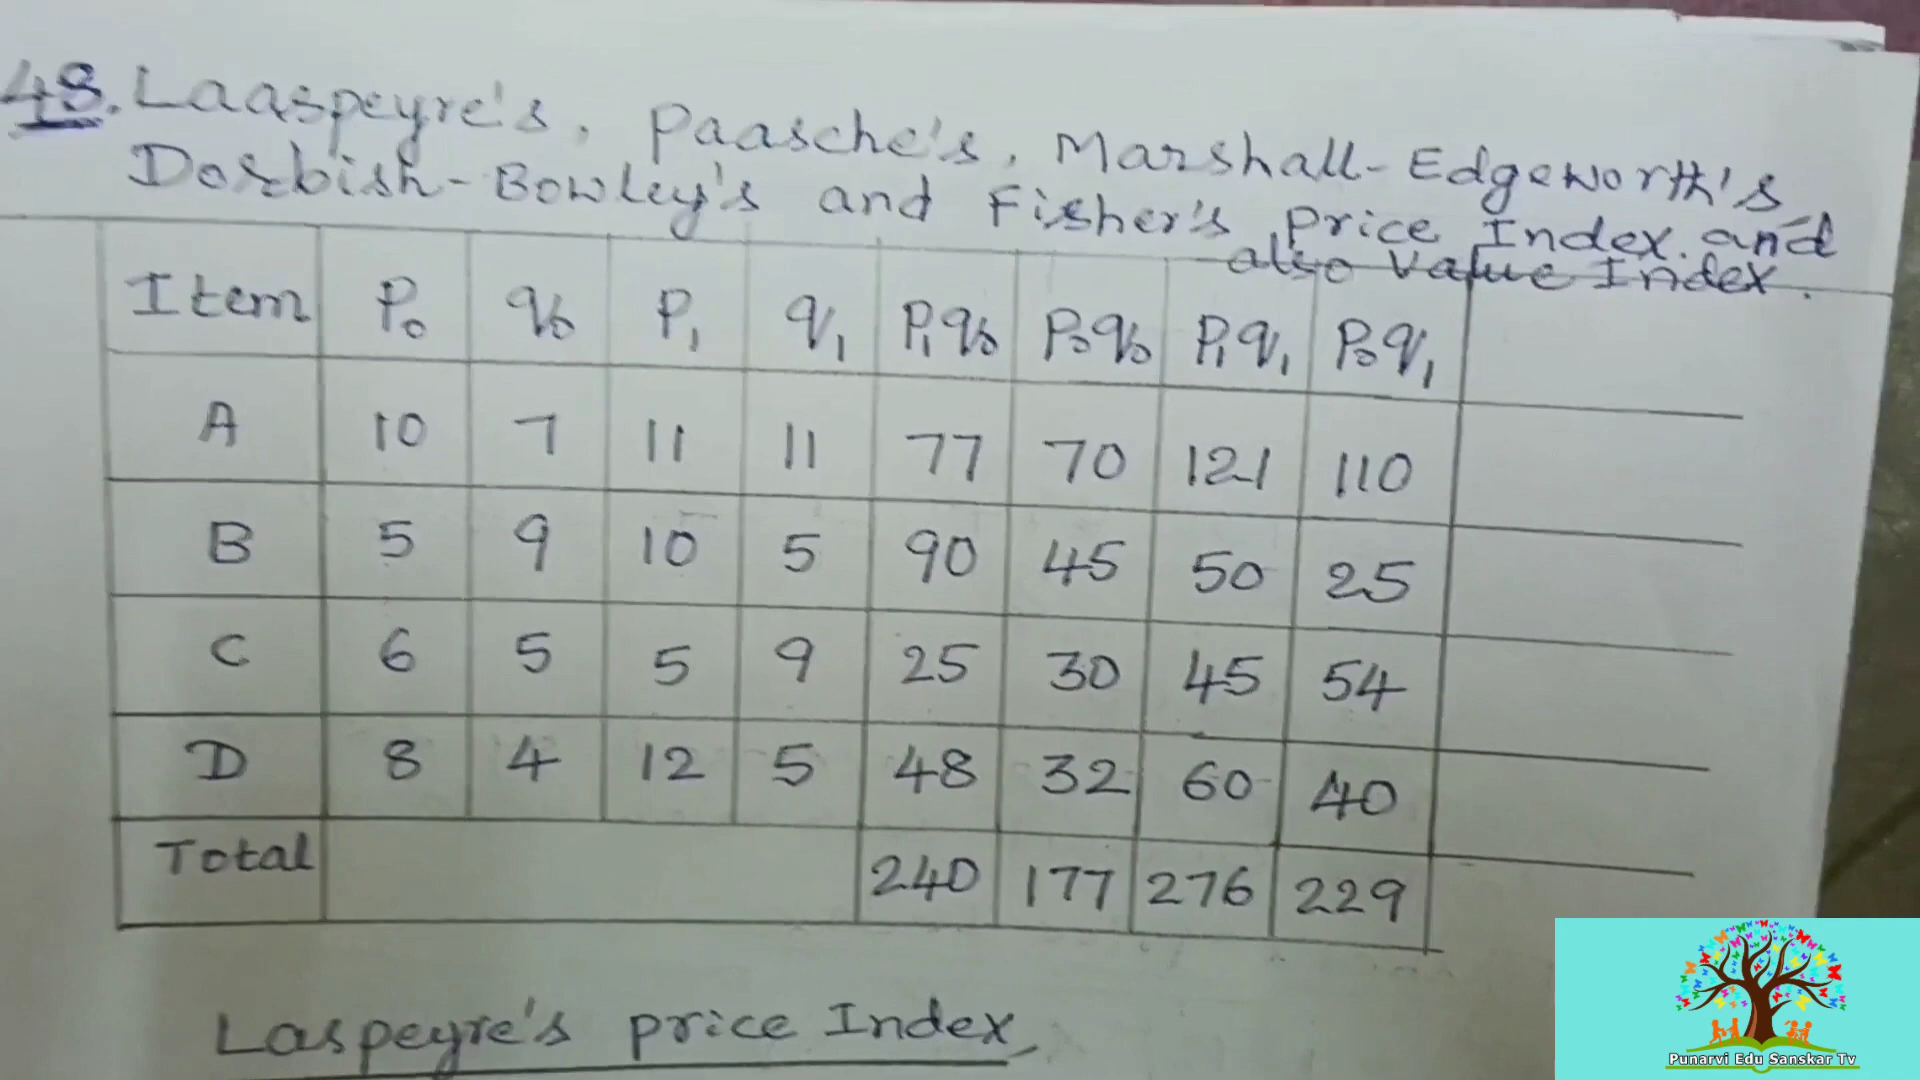 48. Laaspeyre's, Paasche's, Marshall-Edgeworth's,
Dorbish-Bowley's and Fisher's Price Index. and
also Value Index.
Item P₀ q₀ P₁ q₁ P₁q₀ P₀q₀ P₁q₁ P₀q₁
A 10 7 11 11 77 70 121 110
B 5 9 10 5 90 45 50 25
C 6 5 5 9 25 30 45 54
D 8 4 12 5 48 32 60 40
Total 240 177 276 229
Laspeyre's price Index
Punarvi Edu Sanskar Tv